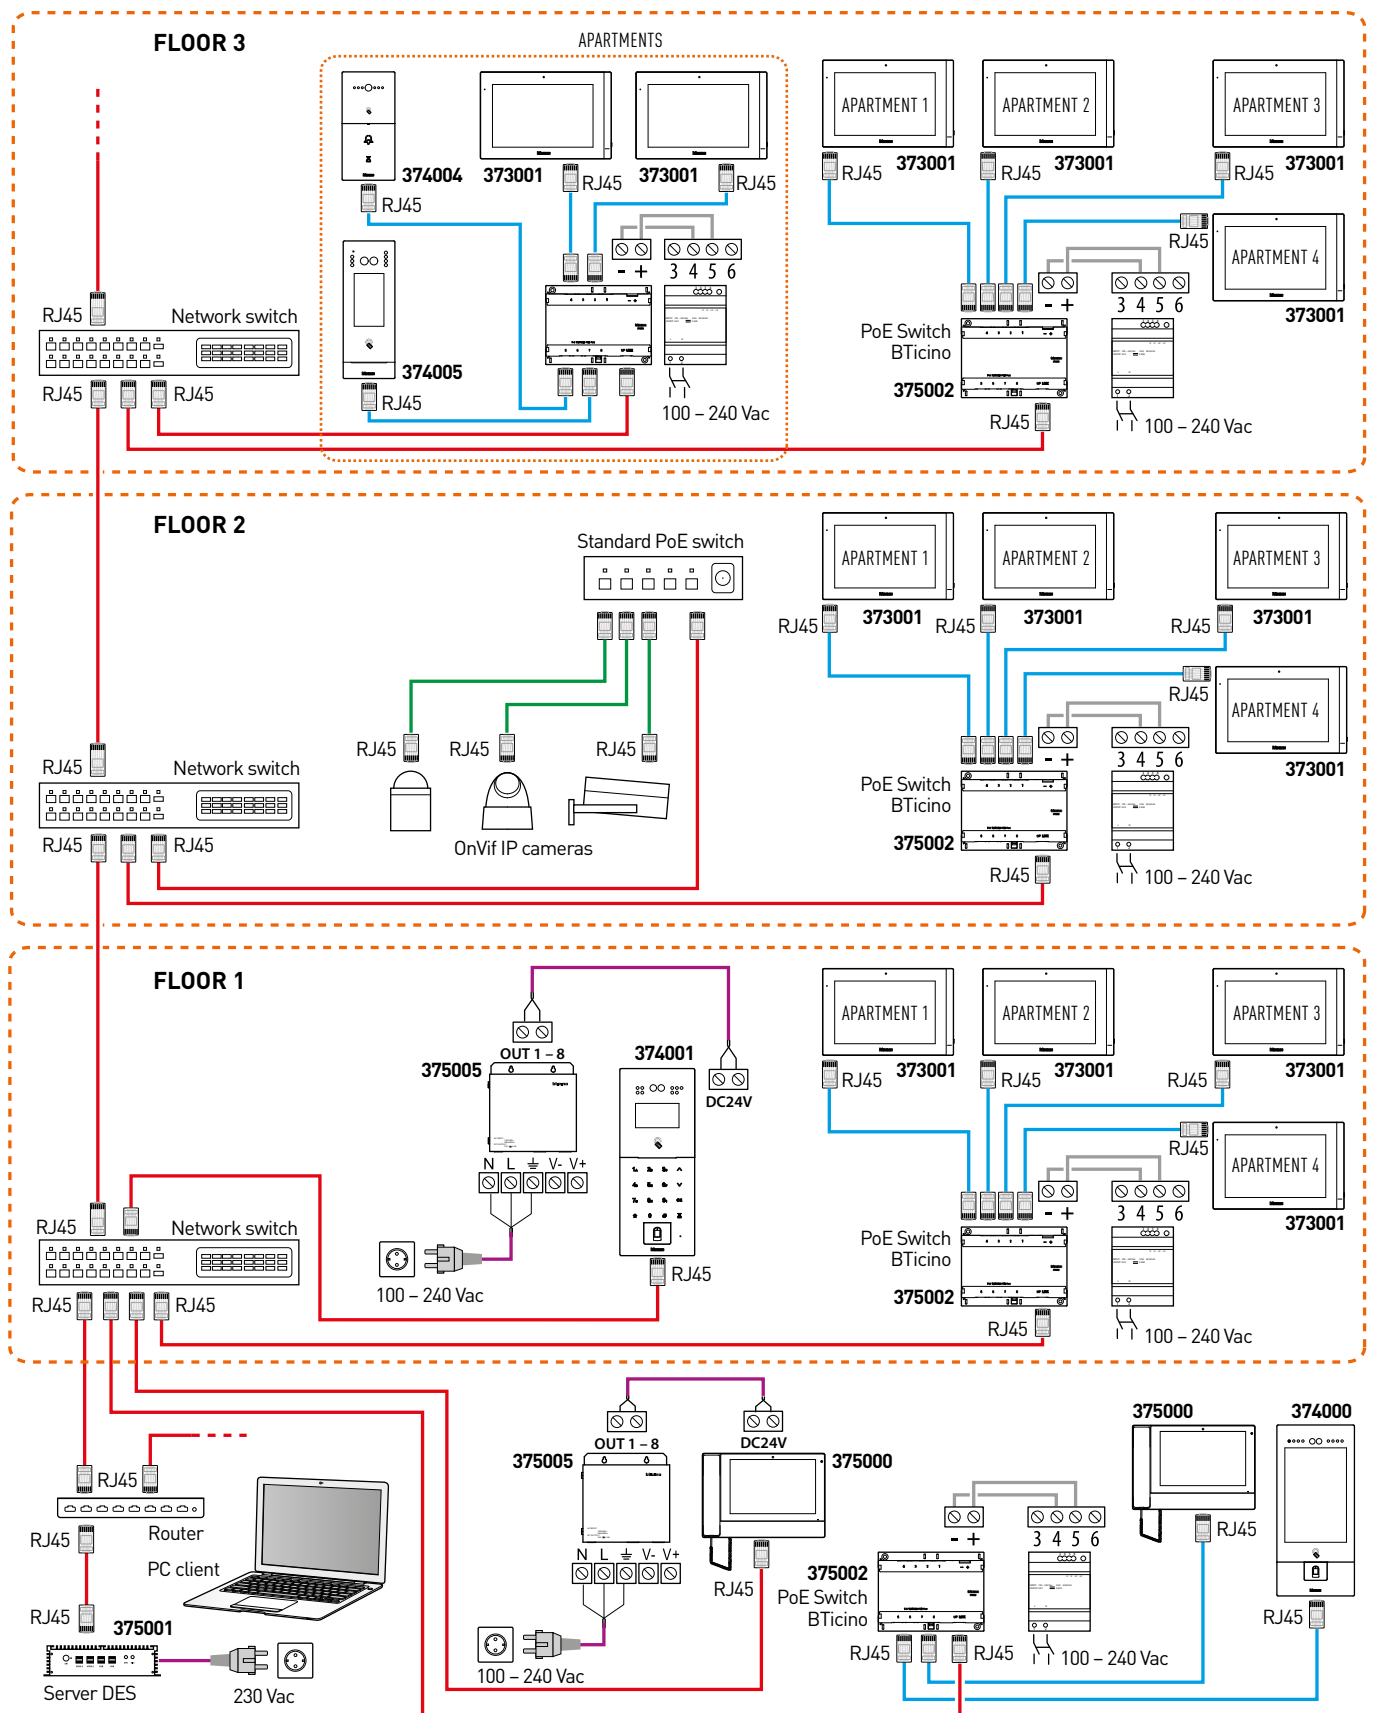 FLOOR 3
APARTMENTS
APARTMENT 1
APARTMENT 2
APARTMENT 3
374004
373001
373001
373001
373001
373001
RJ45
RJ45
RJ45
RJ45
RJ45
RJ45
RJ45
APARTMENT 4
373001
- +
3 4 5 6
- +
3 4 5 6
RJ45
Network switch
PoE Switch
BTicino
375002
374005
RJ45
RJ45
RJ45
RJ45
100 – 240 Vac
100 – 240 Vac
FLOOR 2
Standard PoE switch
APARTMENT 1
APARTMENT 2
APARTMENT 3
RJ45
373001
RJ45
373001
RJ45
373001
RJ45
APARTMENT 4
373001
- +
3 4 5 6
RJ45
RJ45
RJ45
RJ45
Network switch
PoE Switch
BTicino
375002
RJ45
RJ45
OnVif IP cameras
RJ45
100 – 240 Vac
FLOOR 1
APARTMENT 1
APARTMENT 2
APARTMENT 3
OUT 1 – 8
374001
375005
DC24V
RJ45
373001
RJ45
373001
RJ45
373001
RJ45
APARTMENT 4
373001
N L V- V+
- +
3 4 5 6
RJ45
Network switch
PoE Switch
BTicino
375002
RJ45
100 – 240 Vac
RJ45
RJ45
RJ45
100 – 240 Vac
375000
374000
OUT 1 – 8
DC24V
375005
375000
RJ45
Router
RJ45
PC client
- +
3 4 5 6
RJ45
N L V- V+
375002
PoE Switch
BTicino
RJ45
RJ45
RJ45
375001
RJ45
RJ45
100 – 240 Vac
100 – 240 Vac
Server DES
230 Vac